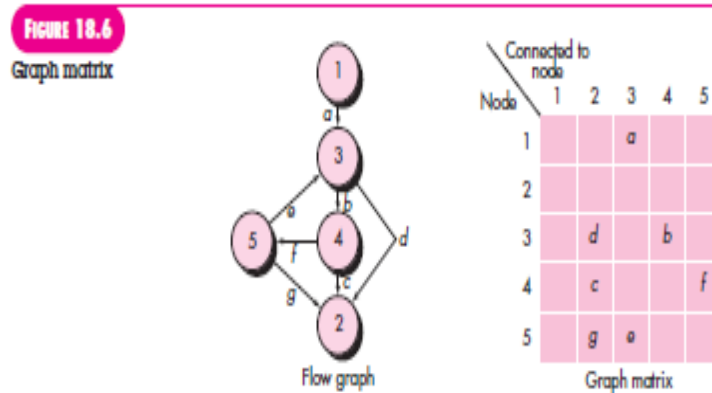 FIGURE 18.6
Graph matrix
1
a
3
e
b
5
4
d
f
g
c
2
Flow graph
Connected to
node
Node
1 2 3 4 5
1 a
2
3 d b
4 c f
5 g e
Graph matrix